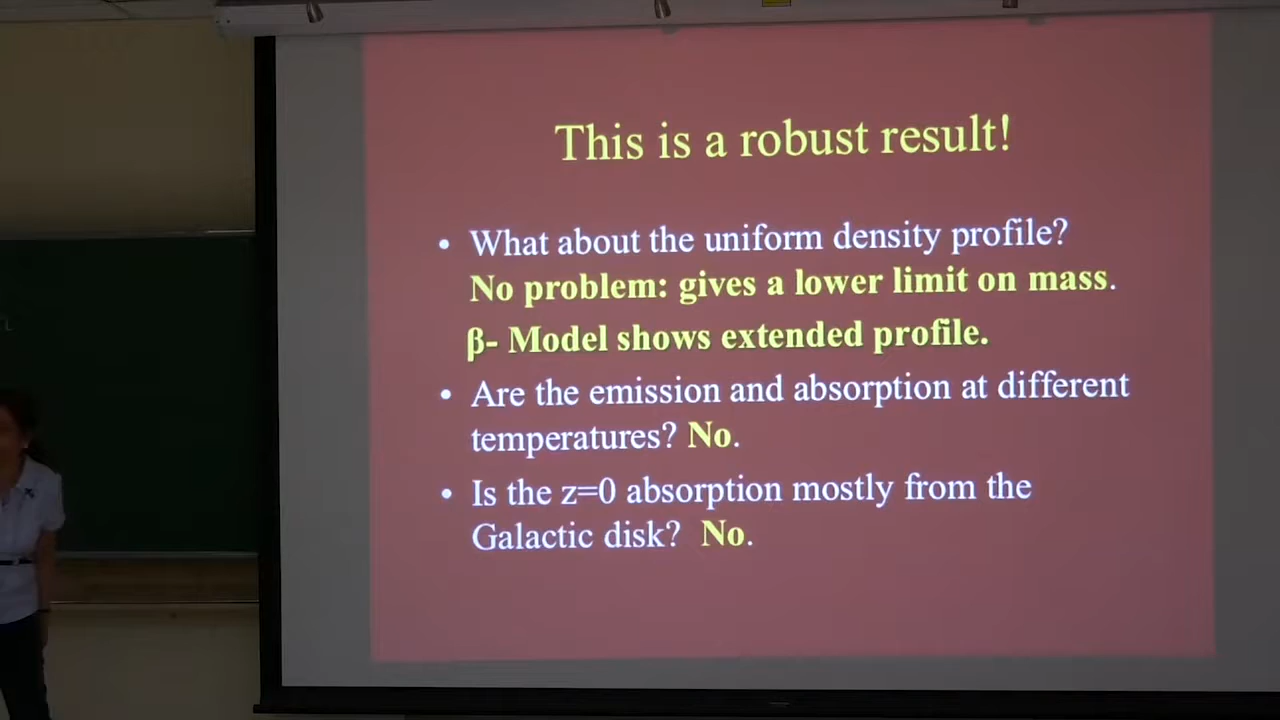 This is a robust result!
• What about the uniform density profile?
No problem: gives a lower limit on mass.
β- Model shows extended profile.
• Are the emission and absorption at different
temperatures? No.
• Is the z=0 absorption mostly from the
Galactic disk? No.